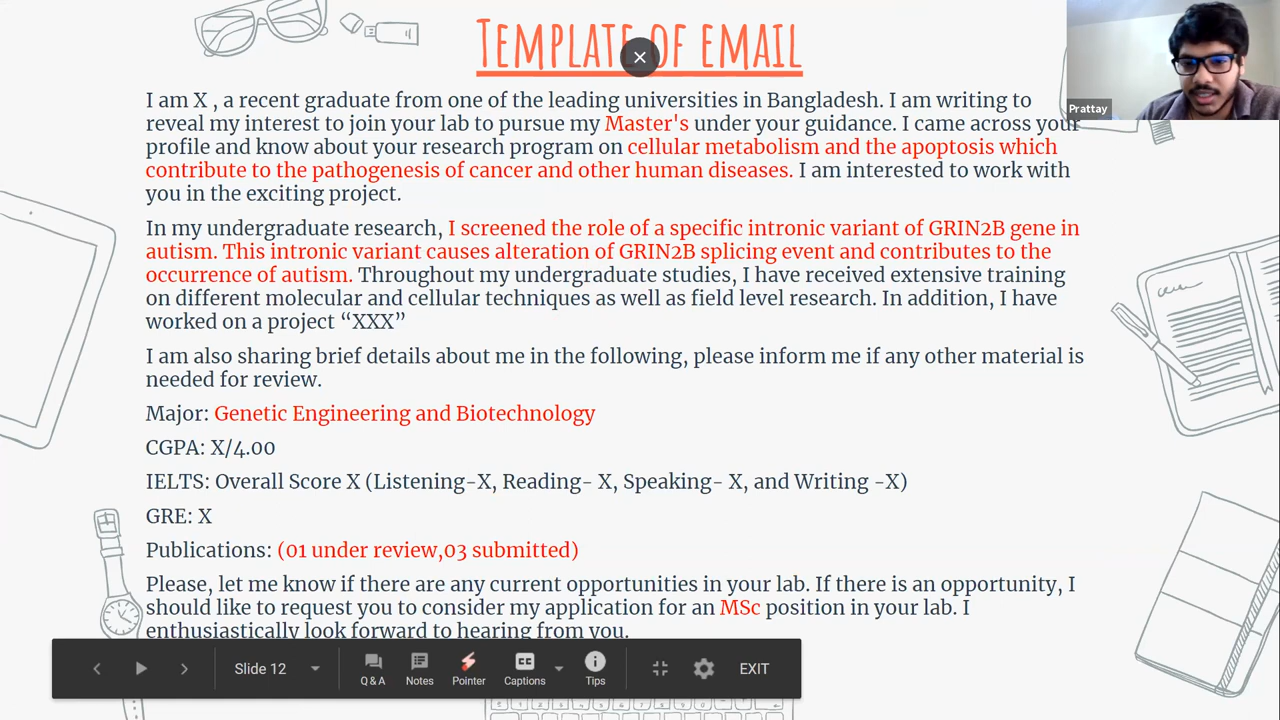 TEMPLATE OF EMAIL
Prattay
I am X , a recent graduate from one of the leading universities in Bangladesh. I am writing to
reveal my interest to join your lab to pursue my Master's under your guidance. I came across your
profile and know about your research program on cellular metabolism and the apoptosis which
contribute to the pathogenesis of cancer and other human diseases. I am interested to work with
you in the exciting project.
In my undergraduate research, I screened the role of a specific intronic variant of GRIN2B gene in
autism. This intronic variant causes alteration of GRIN2B splicing event and contributes to the
occurrence of autism. Throughout my undergraduate studies, I have received extensive training
on different molecular and cellular techniques as well as field level research. In addition, I have
worked on a project “XXX”
I am also sharing brief details about me in the following, please inform me if any other material is
needed for review.
Major: Genetic Engineering and Biotechnology
CGPA: X/4.00
IELTS: Overall Score X (Listening-X, Reading- X, Speaking- X, and Writing -X)
GRE: X
Publications: (01 under review,03 submitted)
Please, let me know if there are any current opportunities in your lab. If there is an opportunity, I
should like to request you to consider my application for an MSc position in your lab. I
enthusiastically look forward to hearing from you.
Slide 12
Q & A
Notes
Pointer
CC
Captions
Tips
EXIT